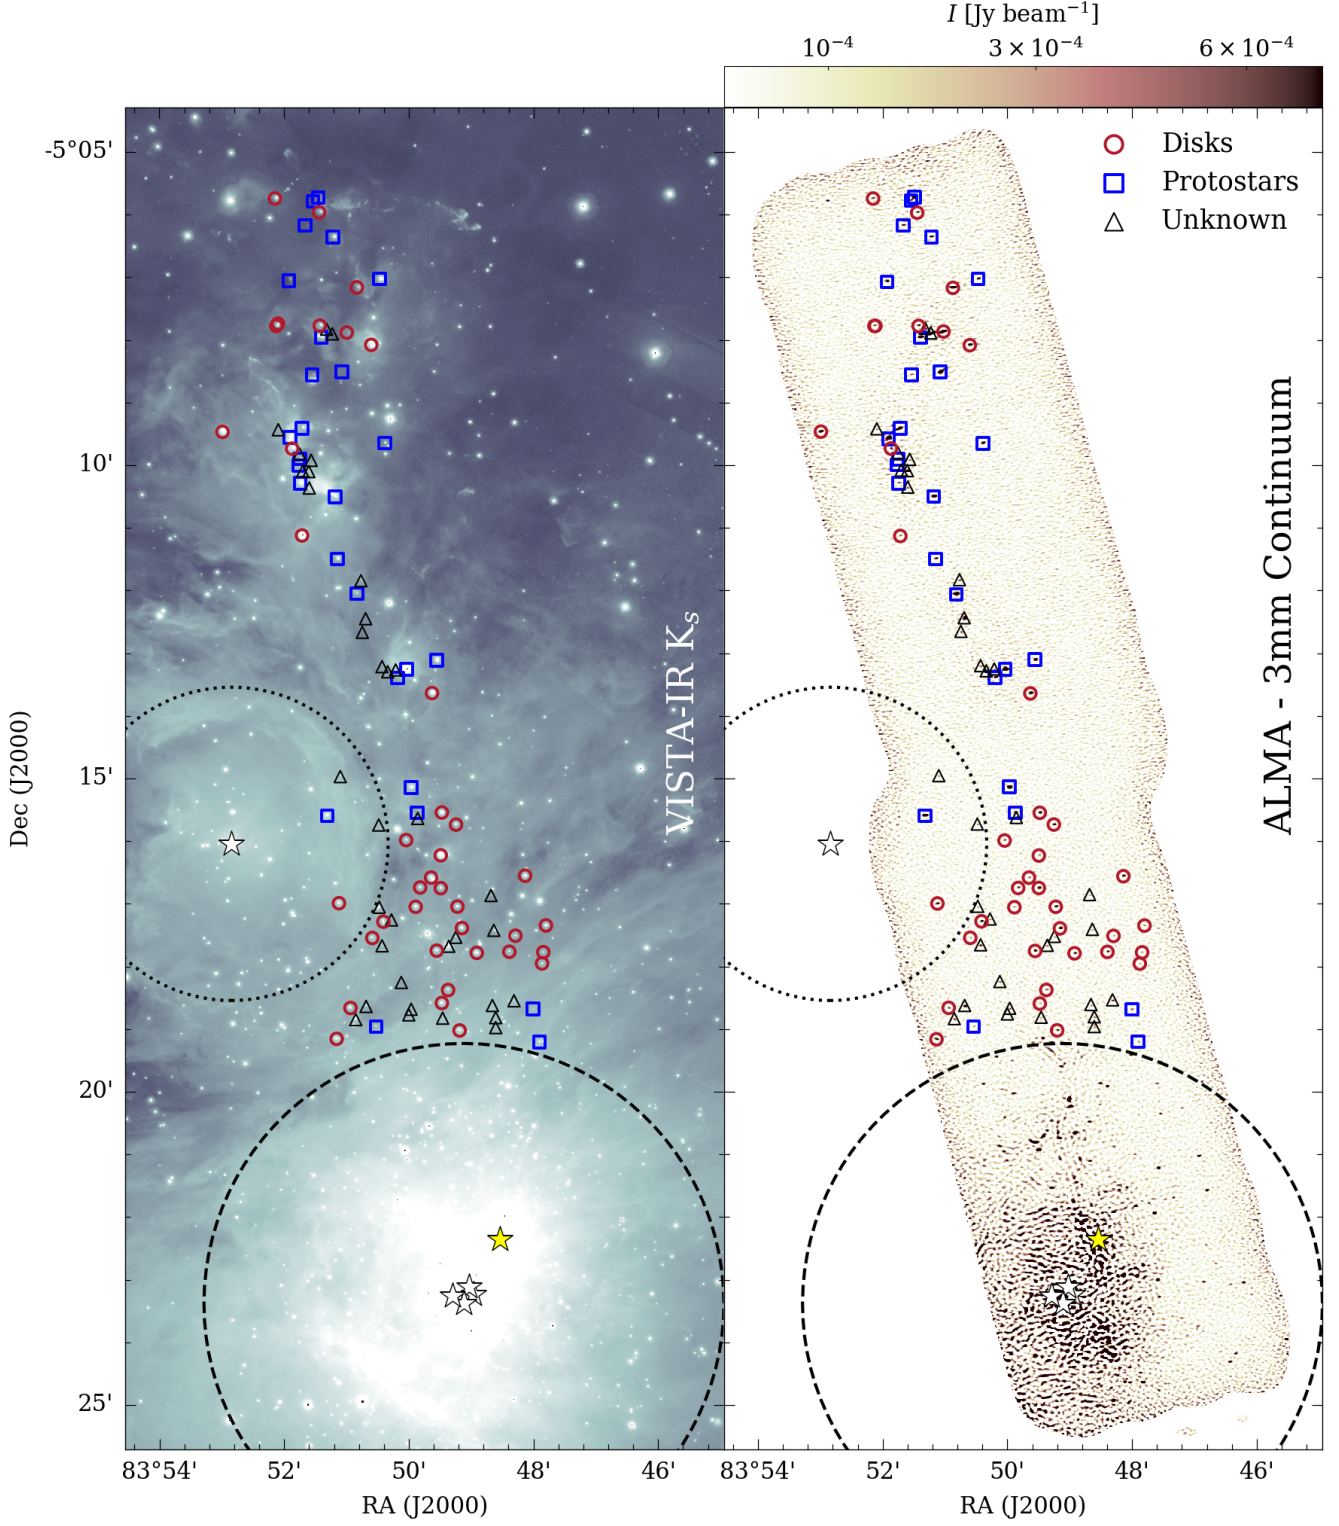 I [Jy beam⁻¹]
10⁻⁴ 3 × 10⁻⁴ 6 × 10⁻⁴
Disks
Protostars
Unknown
-5°05'
10'
15'
20'
25'
Dec (J2000)
VISTA-IR Kₛ
ALMA - 3mm Continuum
83°54' 52' 50' 48' 46' 83°54' 52' 50' 48' 46'
RA (J2000) RA (J2000)